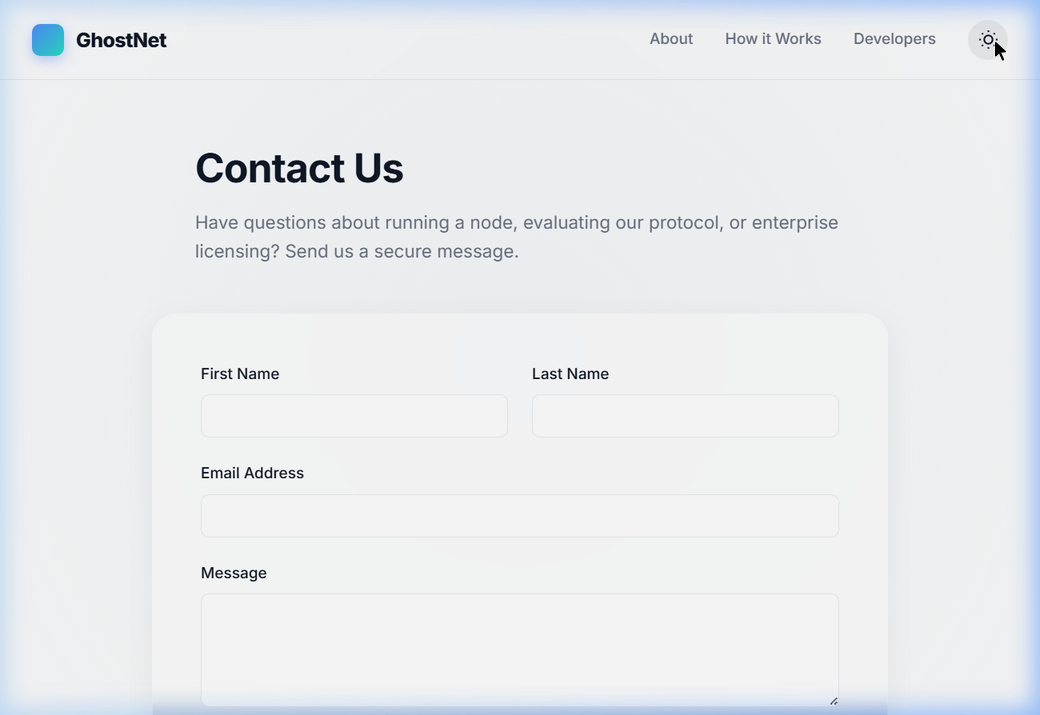 GhostNet
About
How it Works
Developers
Contact Us
Have questions about running a node, evaluating our protocol, or enterprise
licensing? Send us a secure message.
First Name
Last Name
Email Address
Message